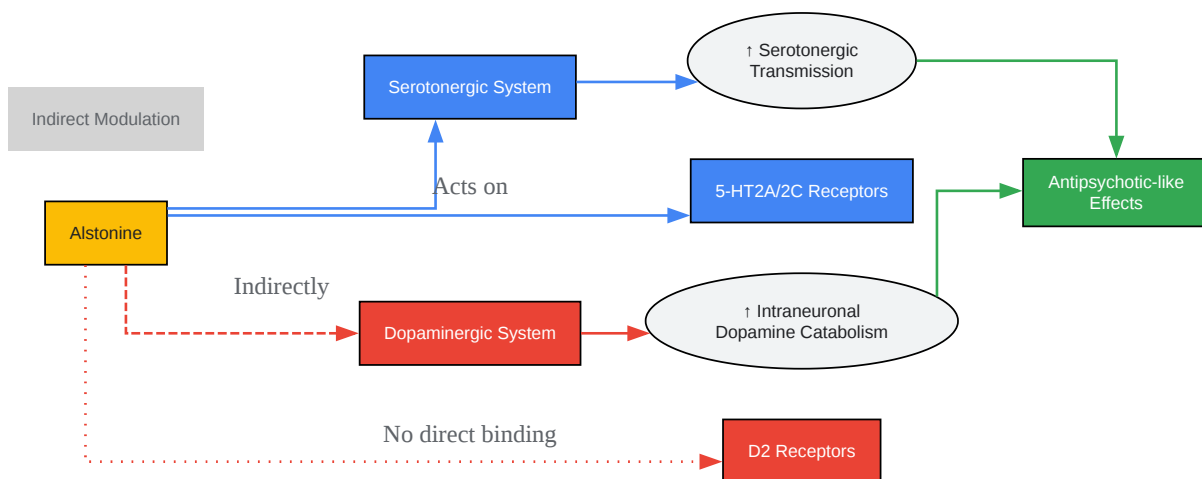 ↑ Serotonergic
Transmission
Serotonergic System
Indirect Modulation
Acts on
5-HT2A/2C Receptors
Antipsychotic-like
Effects
Alstonine
Indirectly
↑ Intraneuronal
Dopamine Catabolism
Dopaminergic System
No direct binding
D2 Receptors